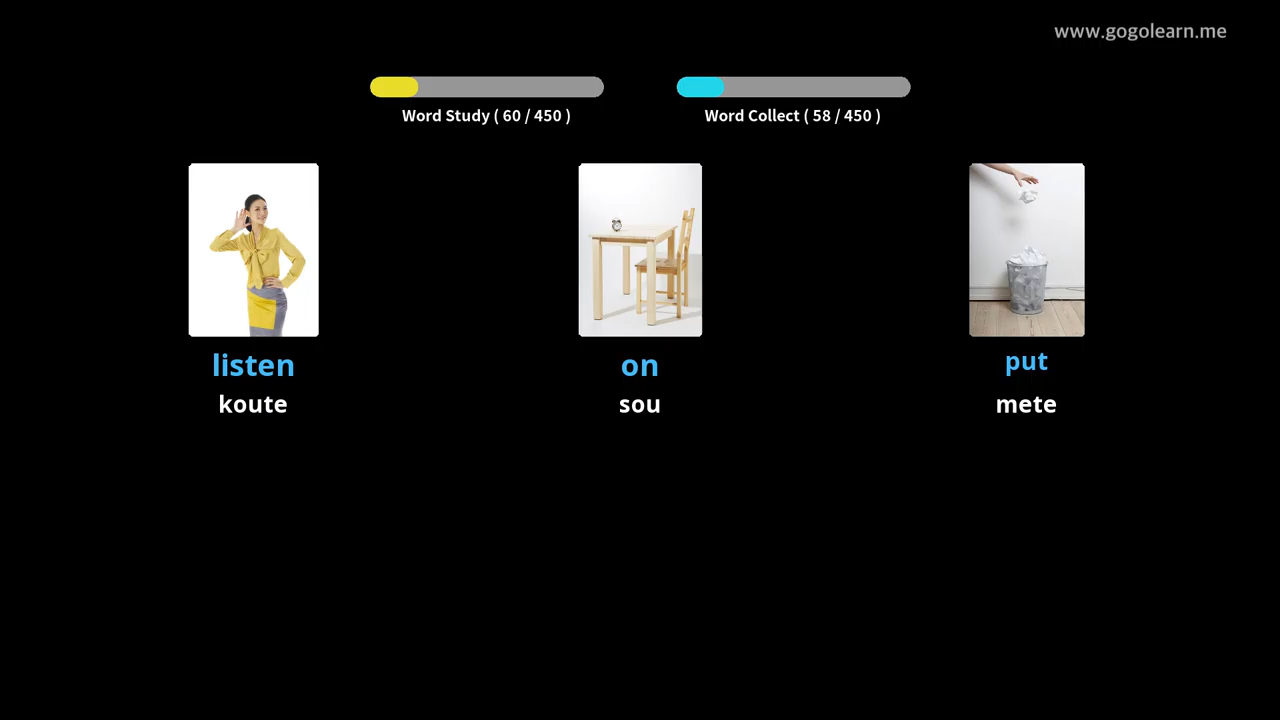 www.gogolearn.me
Word Study ( 60 / 450 )
Word Collect ( 58 / 450 )
listen
koute
on
sou
put
mete